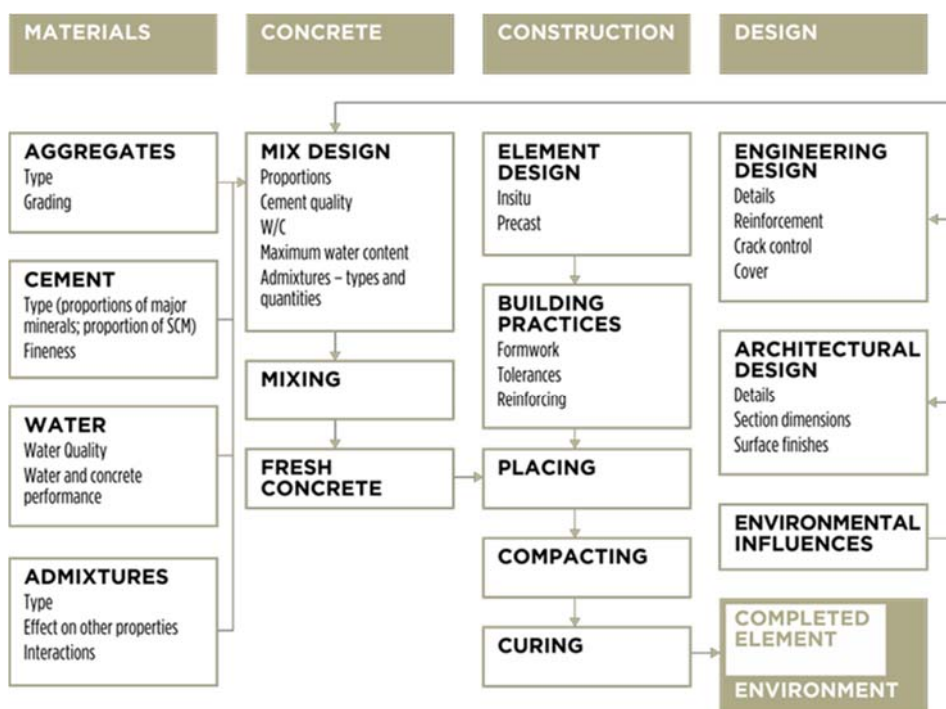 MATERIALS
CONCRETE
CONSTRUCTION
DESIGN
AGGREGATES
Type
Grading
CEMENT
Type (proportions of major
minerals; proportion of SCM)
Fineness
WATER
Water Quality
Water and concrete
performance
ADMIXTURES
Type
Effect on other properties
Interactions
MIX DESIGN
Proportions
Cement quality
W/C
Maximum water content
Admixtures – types and
quantities
MIXING
FRESH
CONCRETE
ELEMENT
DESIGN
Insitu
Precast
BUILDING
PRACTICES
Formwork
Tolerances
Reinforcing
PLACING
COMPACTING
CURING
ENGINEERING
DESIGN
Details
Reinforcement
Crack control
Cover
ARCHITECTURAL
DESIGN
Details
Section dimensions
Surface finishes
ENVIRONMENTAL
INFLUENCES
COMPLETED
ELEMENT
ENVIRONMENT